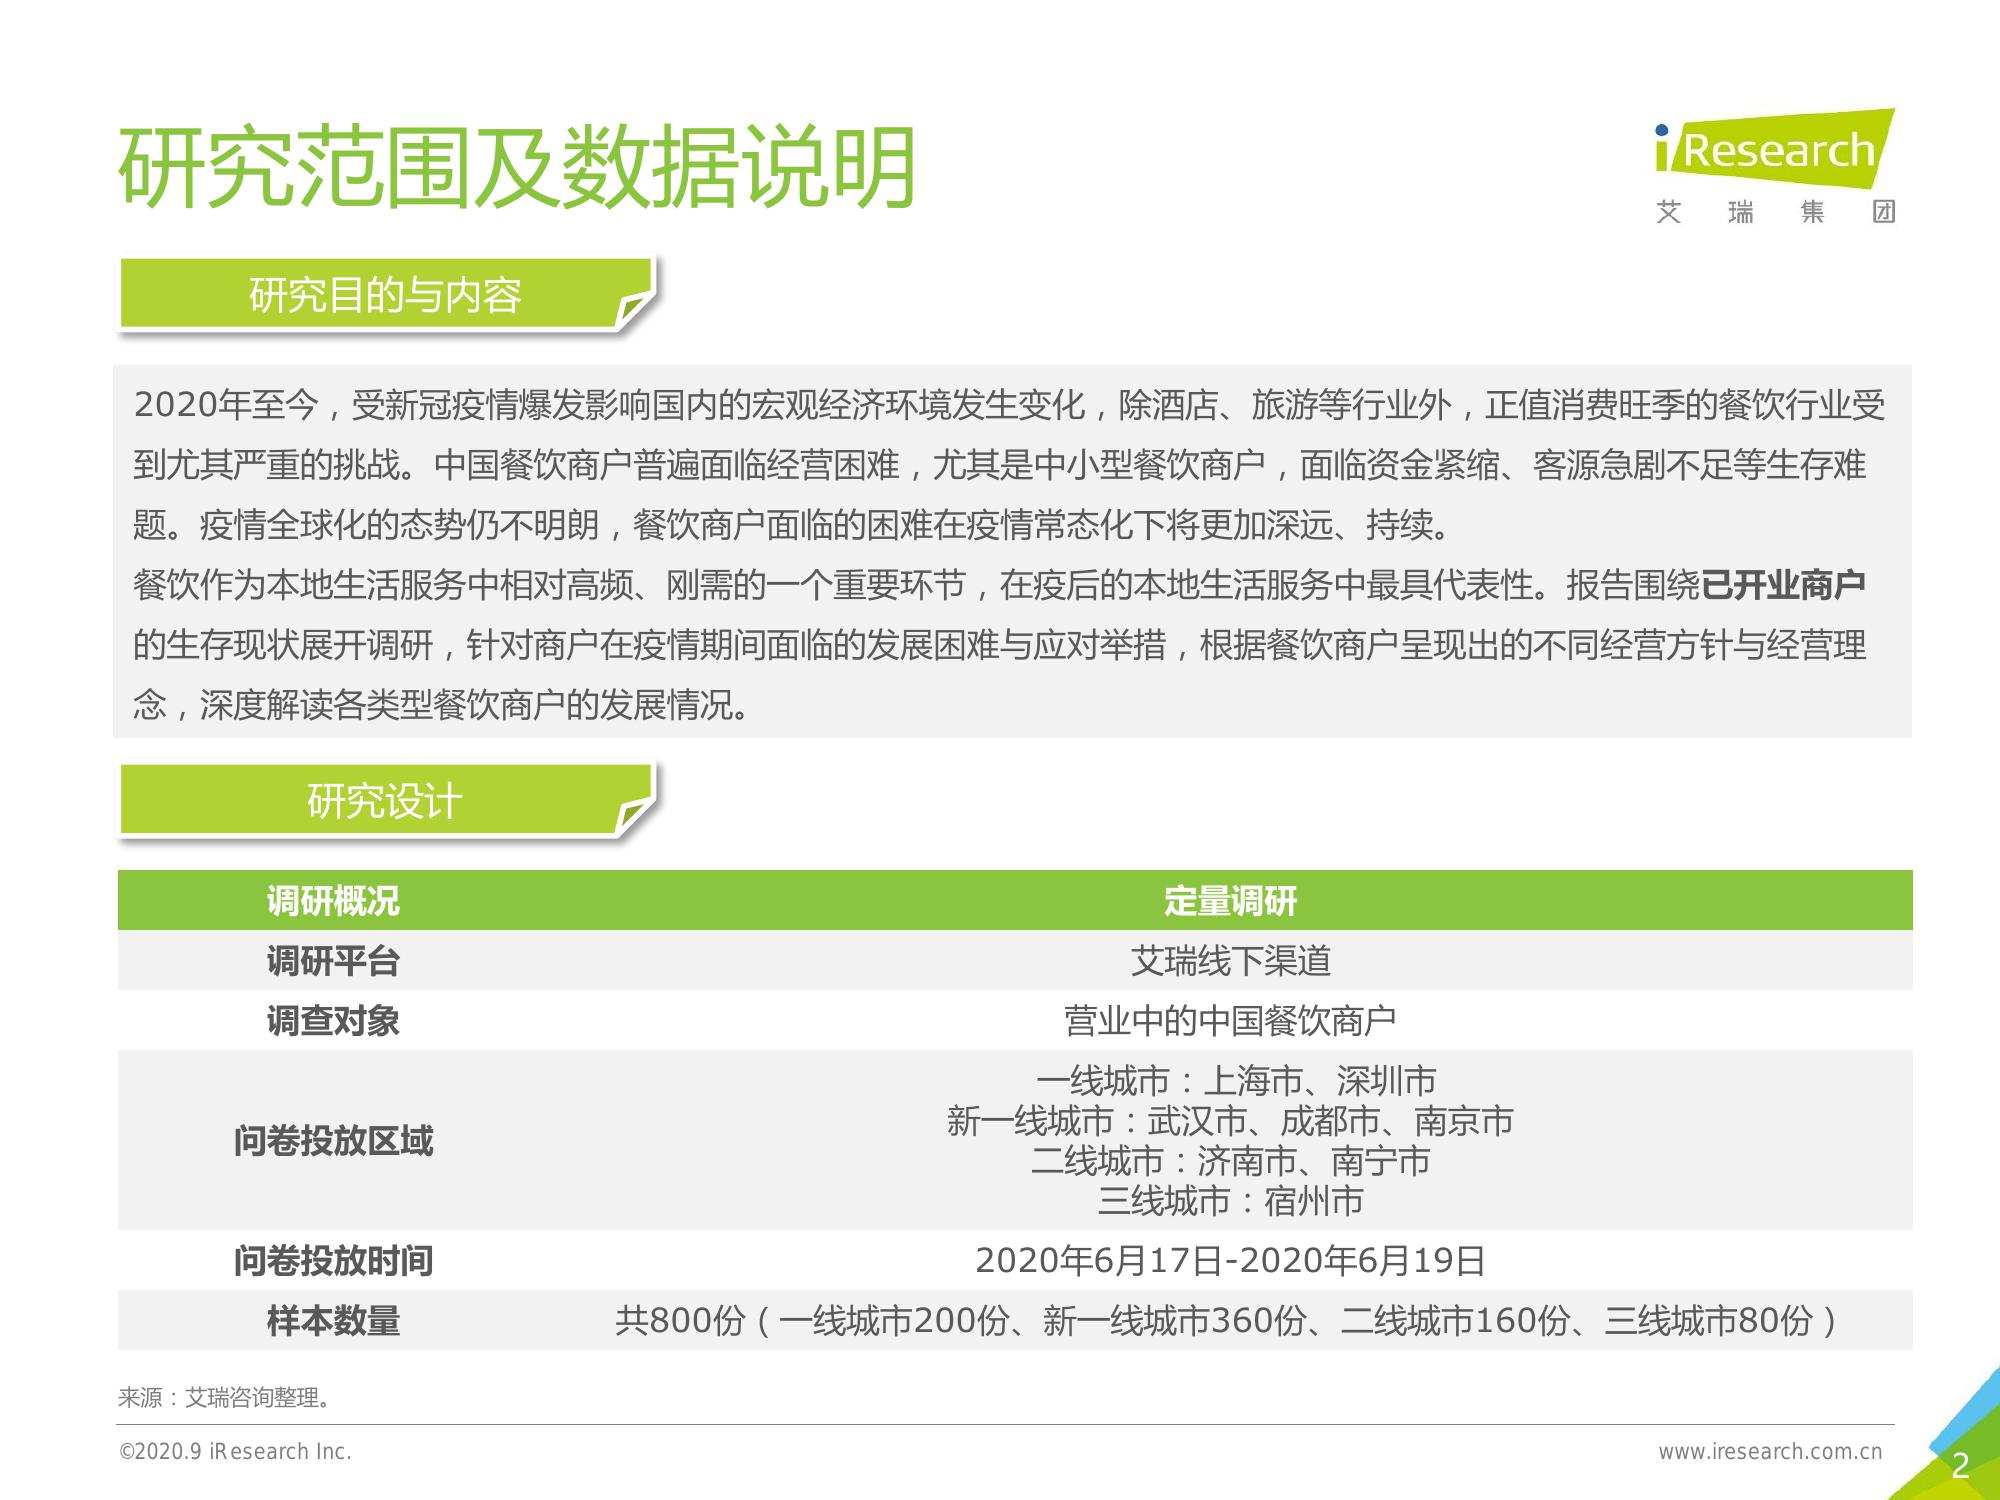 研究范围及数据说明
iResearch
艾瑞集团
研究目的与内容
2020年至今，受新冠疫情爆发影响国内的宏观经济环境发生变化，除酒店、旅游等行业外，正值消费旺季的餐饮行业受
到尤其严重的挑战。中国餐饮商户普遍面临经营困难，尤其是中小型餐饮商户，面临资金紧缩、客源急剧不足等生存难
题。疫情全球化的态势仍不明朗，餐饮商户面临的困难在疫情常态化下将更加深远、持续。
餐饮作为本地生活服务中相对高频、刚需的一个重要环节，在疫后的本地生活服务中最具代表性。报告围绕已开业商户
的生存现状展开调研，针对商户在疫情期间面临的发展困难与应对举措，根据餐饮商户呈现出的不同经营方针与经营理
念，深度解读各类型餐饮商户的发展情况。
研究设计
调研概况 定量调研
调研平台 艾瑞线下渠道
调查对象 营业中的中国餐饮商户
问卷投放区域
一线城市：上海市、深圳市
新一线城市：武汉市、成都市、南京市
二线城市：济南市、南宁市
三线城市：宿州市
问卷投放时间 2020年6月17日-2020年6月19日
样本数量 共800份（一线城市200份、新一线城市360份、二线城市160份、三线城市80份）
来源：艾瑞咨询整理。
©2020.9 iResearch Inc. www.iresearch.com.cn
2